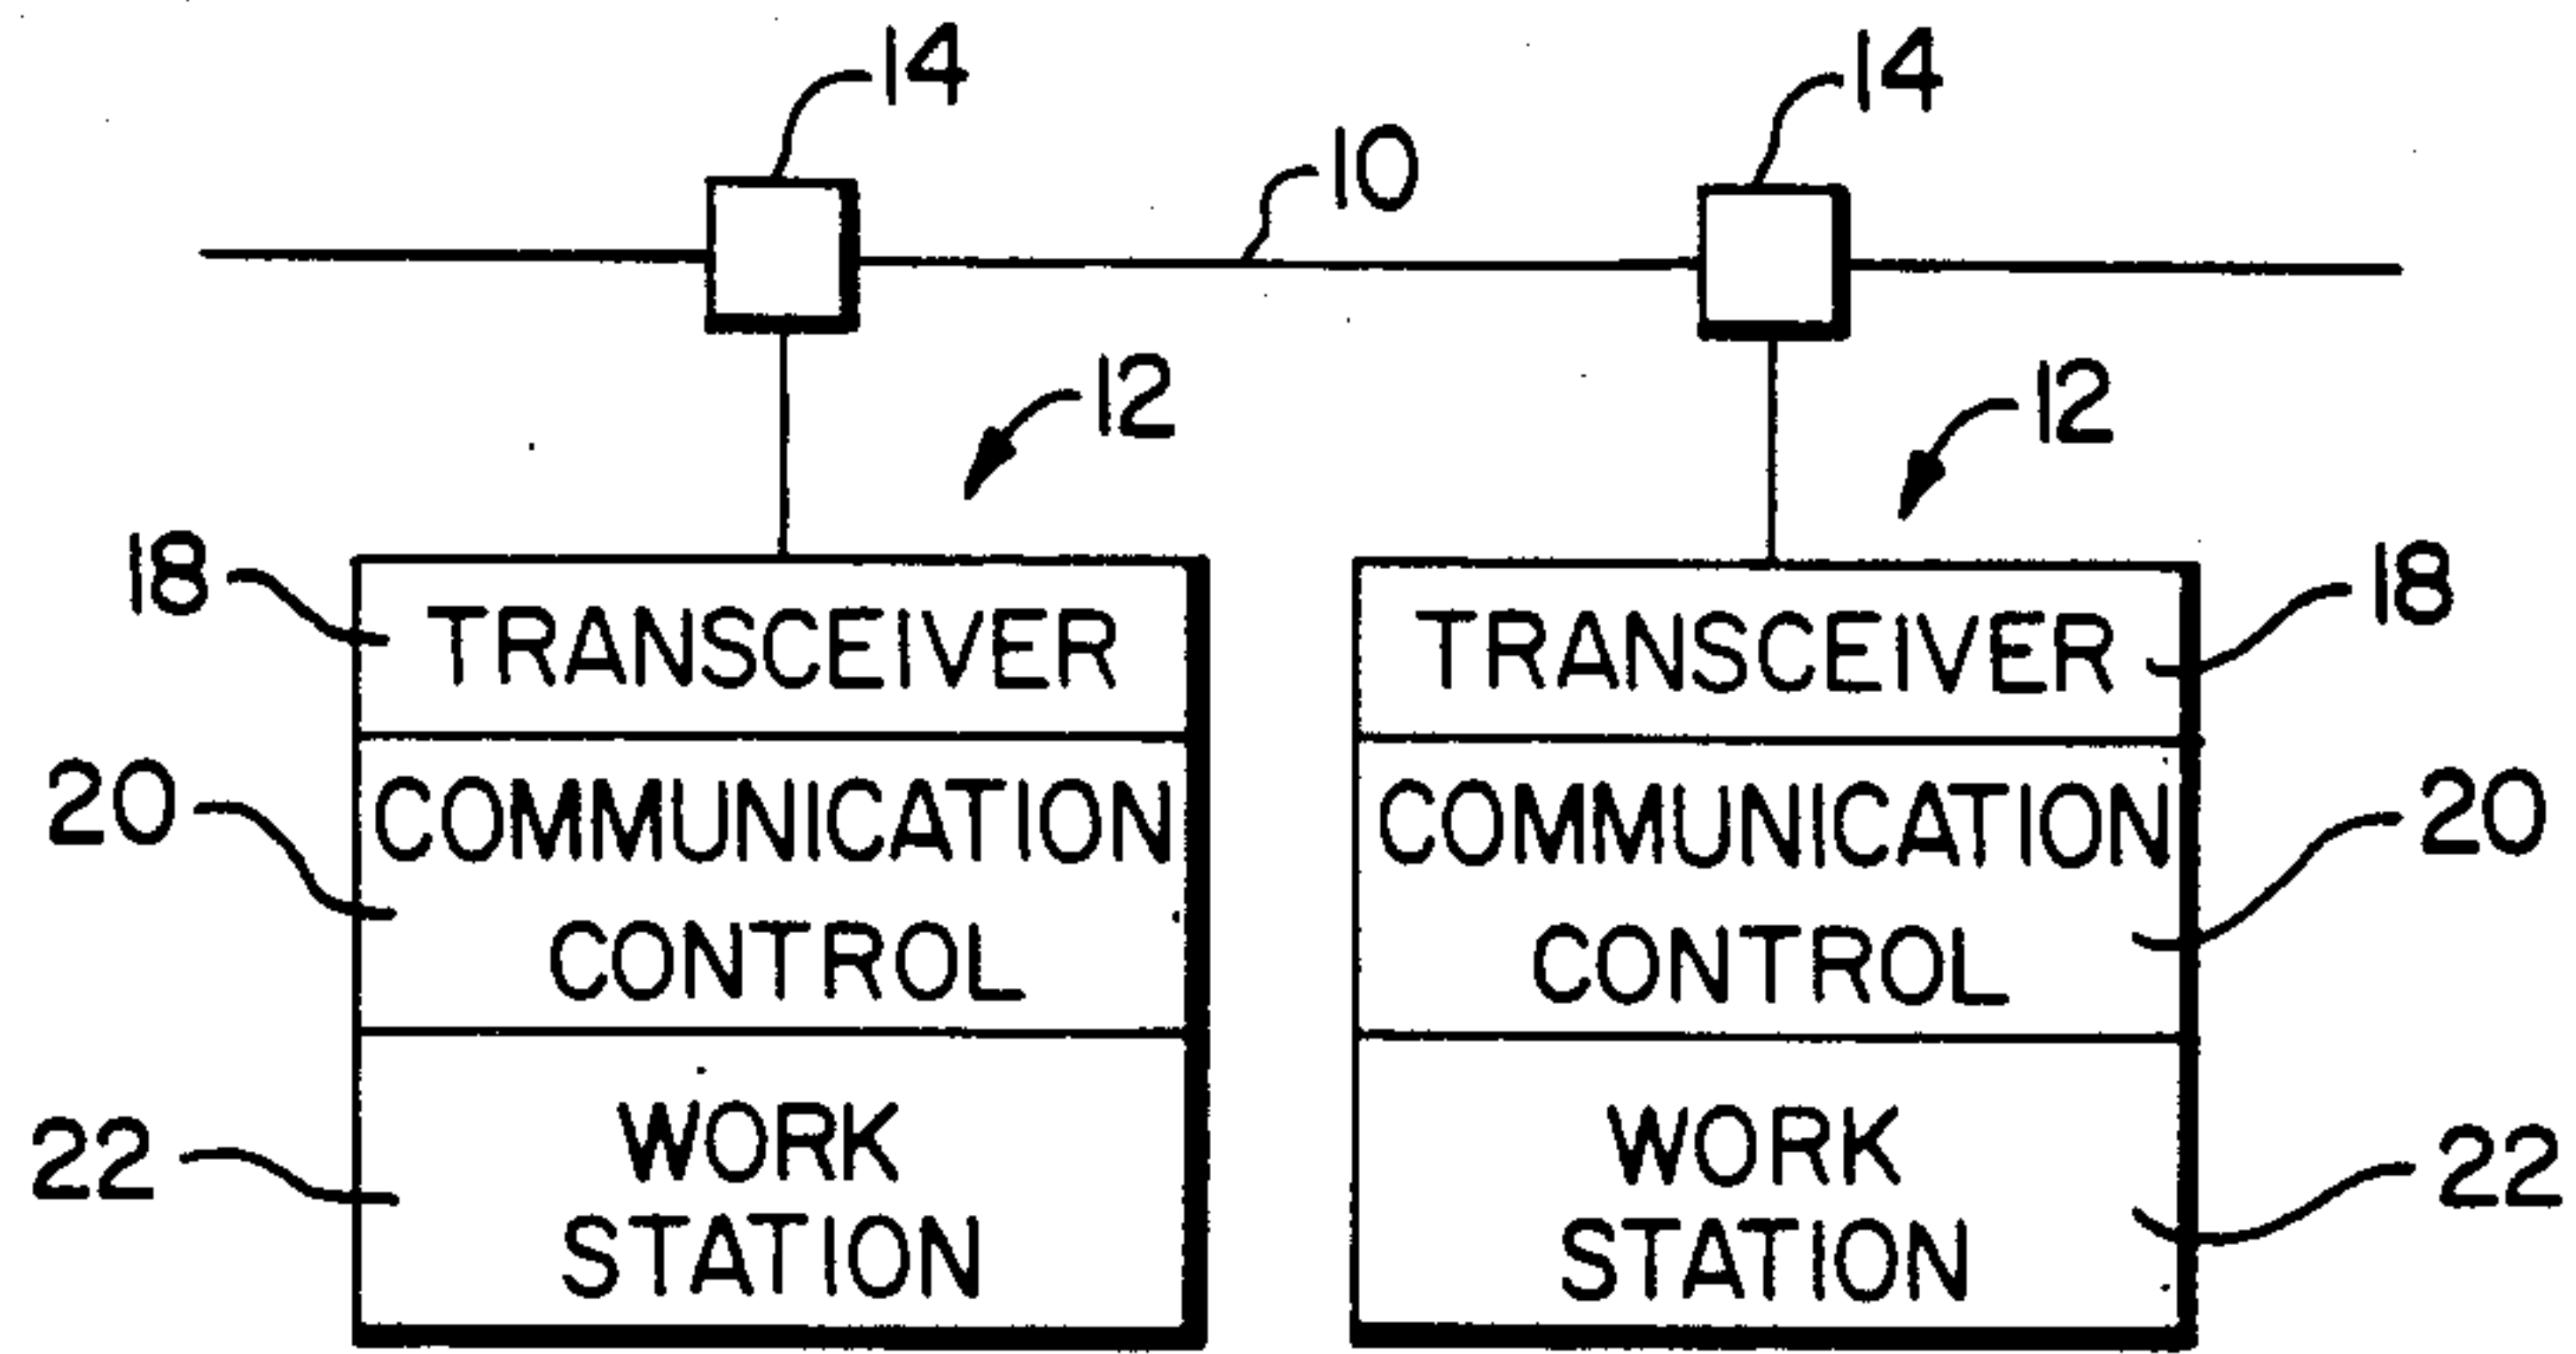 14 14
10
12 12
18 TRANSCEIVER TRANSCEIVER 18
20 COMMUNICATION COMMUNICATION 20
CONTROL CONTROL
22 WORK WORK 22
STATION STATION